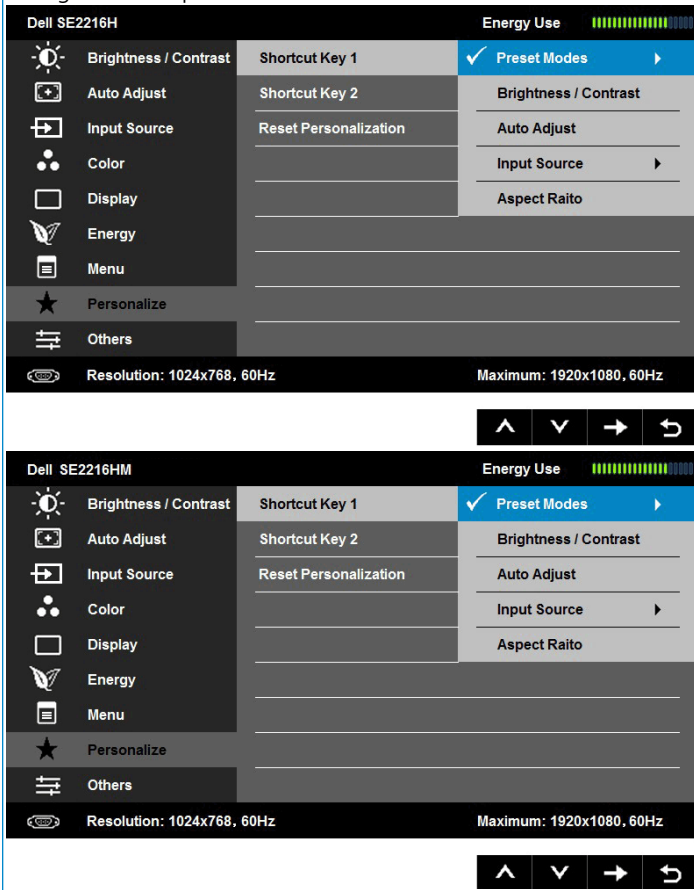 Dell SE2216H Energy Use
Brightness / Contrast Shortcut Key 1 Preset Modes
Auto Adjust Shortcut Key 2 Brightness / Contrast
Input Source Reset Personalization Auto Adjust
Color Input Source
Display Aspect Raito
Energy
Menu
Personalize
Others
Resolution: 1024x768, 60Hz Maximum: 1920x1080, 60Hz
Dell SE2216HM Energy Use
Brightness / Contrast Shortcut Key 1 Preset Modes
Auto Adjust Shortcut Key 2 Brightness / Contrast
Input Source Reset Personalization Auto Adjust
Color Input Source
Display Aspect Raito
Energy
Menu
Personalize
Others
Resolution: 1024x768, 60Hz Maximum: 1920x1080, 60Hz